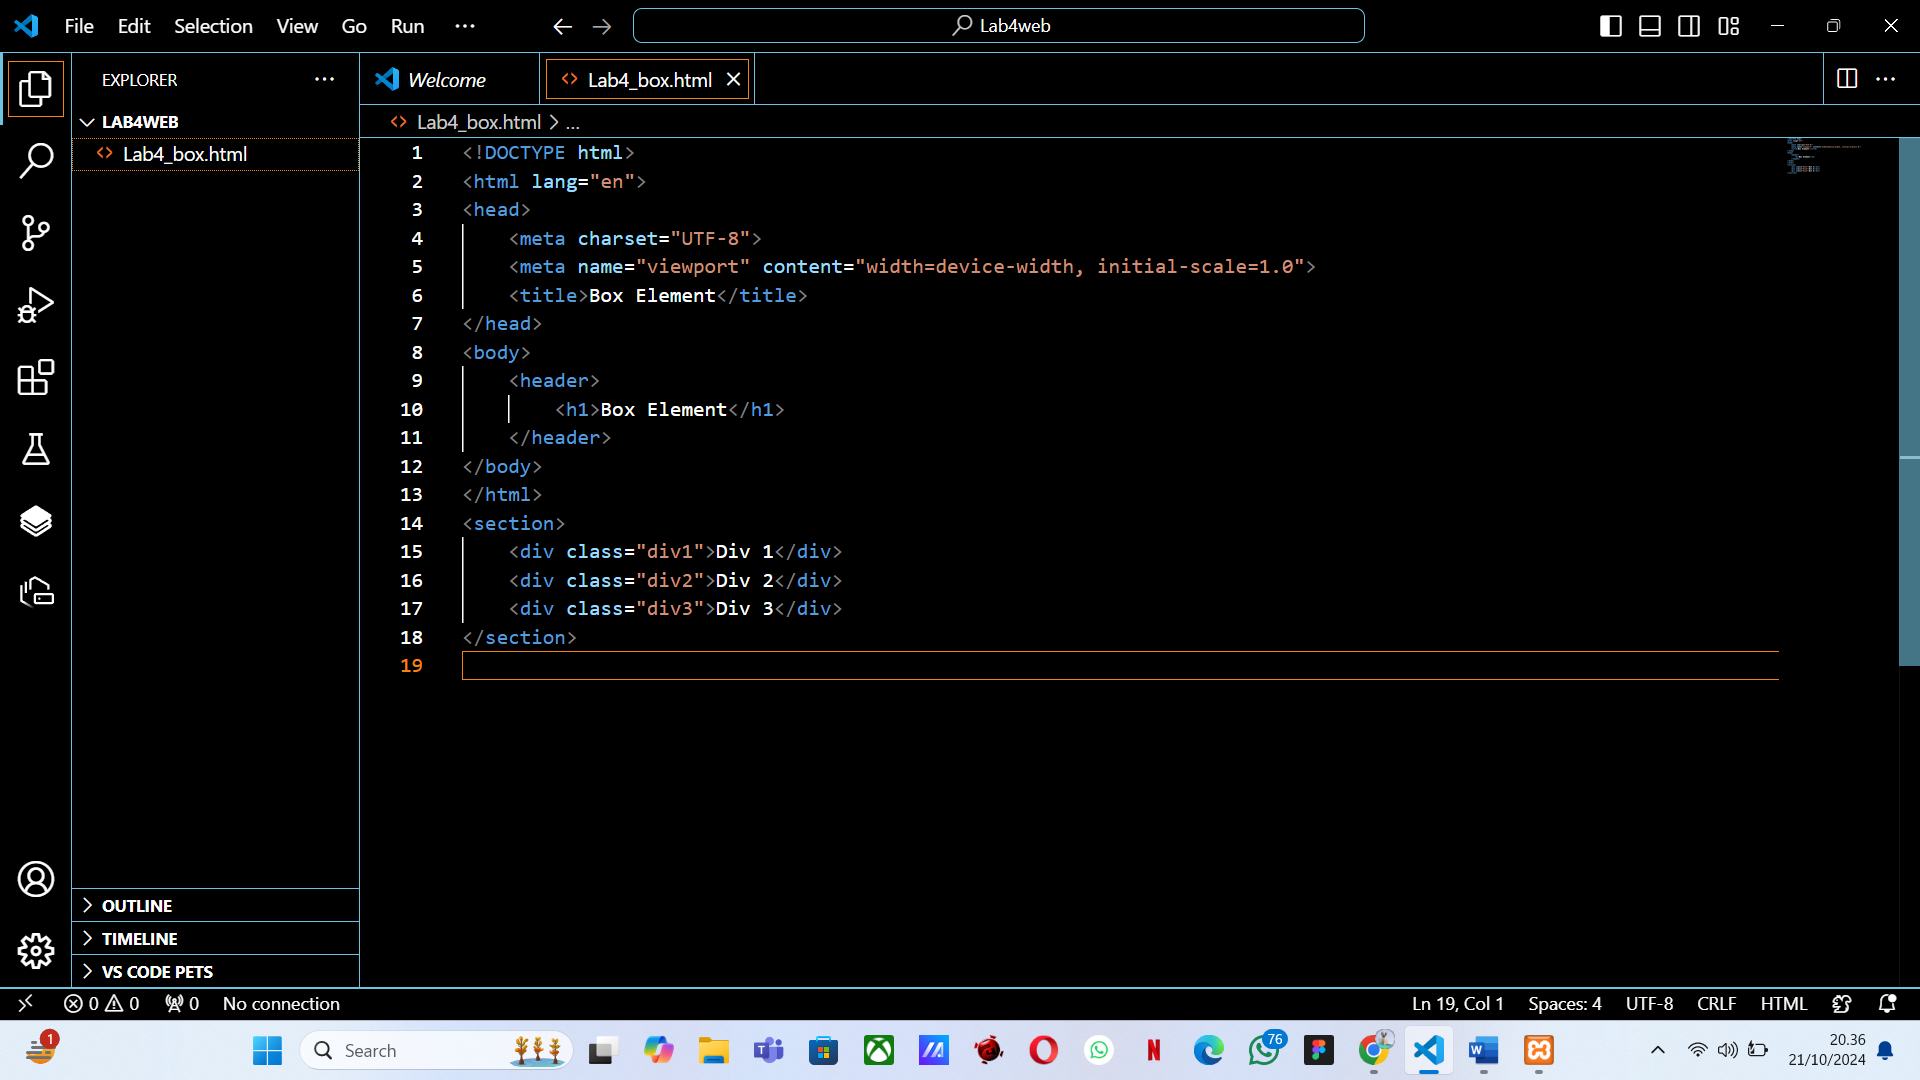 File Edit Selection View Go Run ··· Lab4web
EXPLORER ···
Welcome Lab4_box.html
LAB4WEB
Lab4_box.html > ...
Lab4_box.html
1 <!DOCTYPE html>
2 <html lang="en">
3 <head>
4 <meta charset="UTF-8">
5 <meta name="viewport" content="width=device-width, initial-scale=1.0">
6 <title>Box Element</title>
7 </head>
8 <body>
9 <header>
10 <h1>Box Element</h1>
11 </header>
12 </body>
13 </html>
14 <section>
15 <div class="div1">Div 1</div>
16 <div class="div2">Div 2</div>
17 <div class="div3">Div 3</div>
18 </section>
19
OUTLINE
TIMELINE
VS CODE PETS
0 0 0 No connection Ln 19, Col 1 Spaces: 4 UTF-8 CRLF HTML
1 Search 76 20.36
21/10/2024